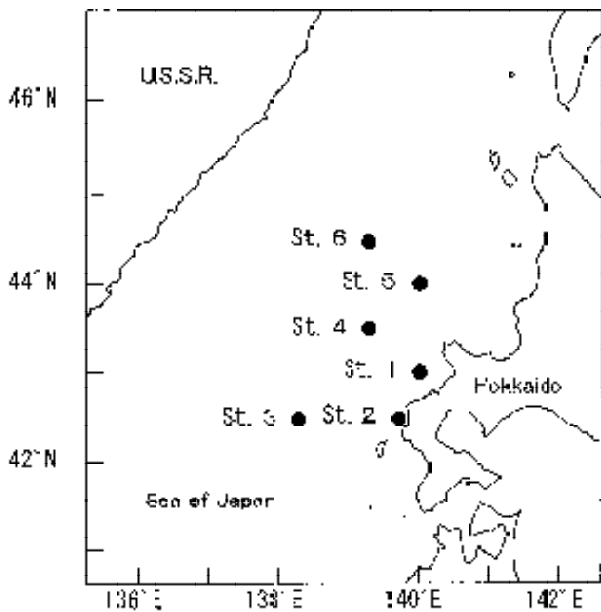 U.S.S.R.
46°N
St. 6
44°N
St. 5
St. 4
St. 1
Hokkaido
St. 3
St. 2
42°N
Sea of Japan
136°E
138°E
140°E
142°E